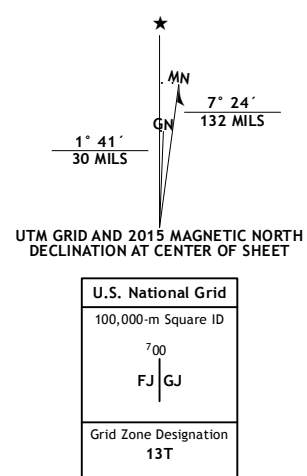 ★
MN
7° 24´
132 MILS
GN
1° 41´
30 MILS
UTM GRID AND 2015 MAGNETIC NORTH
DECLINATION AT CENTER OF SHEET
U.S. National Grid
100,000-m Square ID
⁷00
FJ GJ
Grid Zone Designation
13T